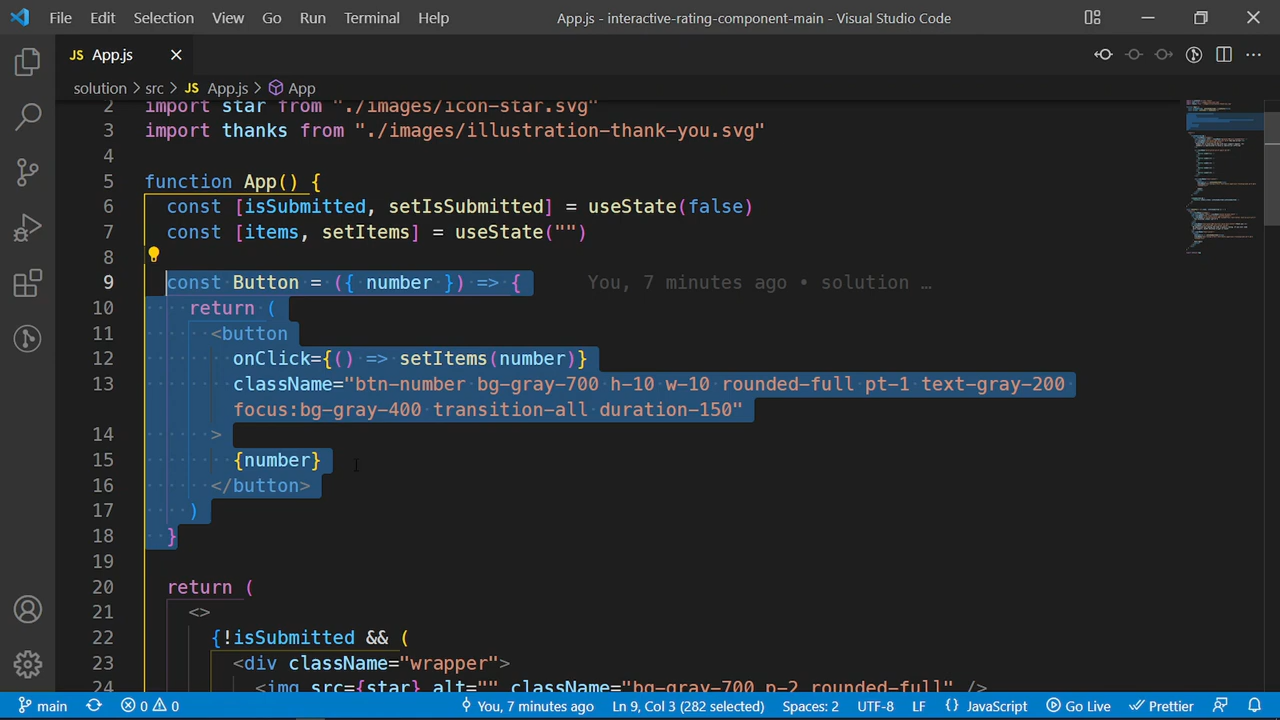 File Edit Selection View Go Run Terminal Help App.js - interactive-rating-component-main - Visual Studio Code
JS App.js
solution > src > JS App.js > App
2 import star from "./images/icon-star.svg"
3 import thanks from "./images/illustration-thank-you.svg"
4
5 function App() {
6 const [isSubmitted, setIsSubmitted] = useState(false)
7 const [items, setItems] = useState("")
8
9 const Button = ({ number }) => { You, 7 minutes ago • solution …
10 return (
11 <button
12 onClick={() => setItems(number)}
13 className="btn-number bg-gray-700 h-10 w-10 rounded-full pt-1 text-gray-200
focus:bg-gray-400 transition-all duration-150"
14 >
15 {number}
16 </button>
17 )
18 }
19
20 return (
21 <>
22 {!isSubmitted && (
23 <div className="wrapper">
24 <img src={star} alt="" className="bg-gray-700 p-2 rounded-full" />
main 0 0 You, 7 minutes ago Ln 9, Col 3 (282 selected) Spaces: 2 UTF-8 LF {} JavaScript Go Live Prettier